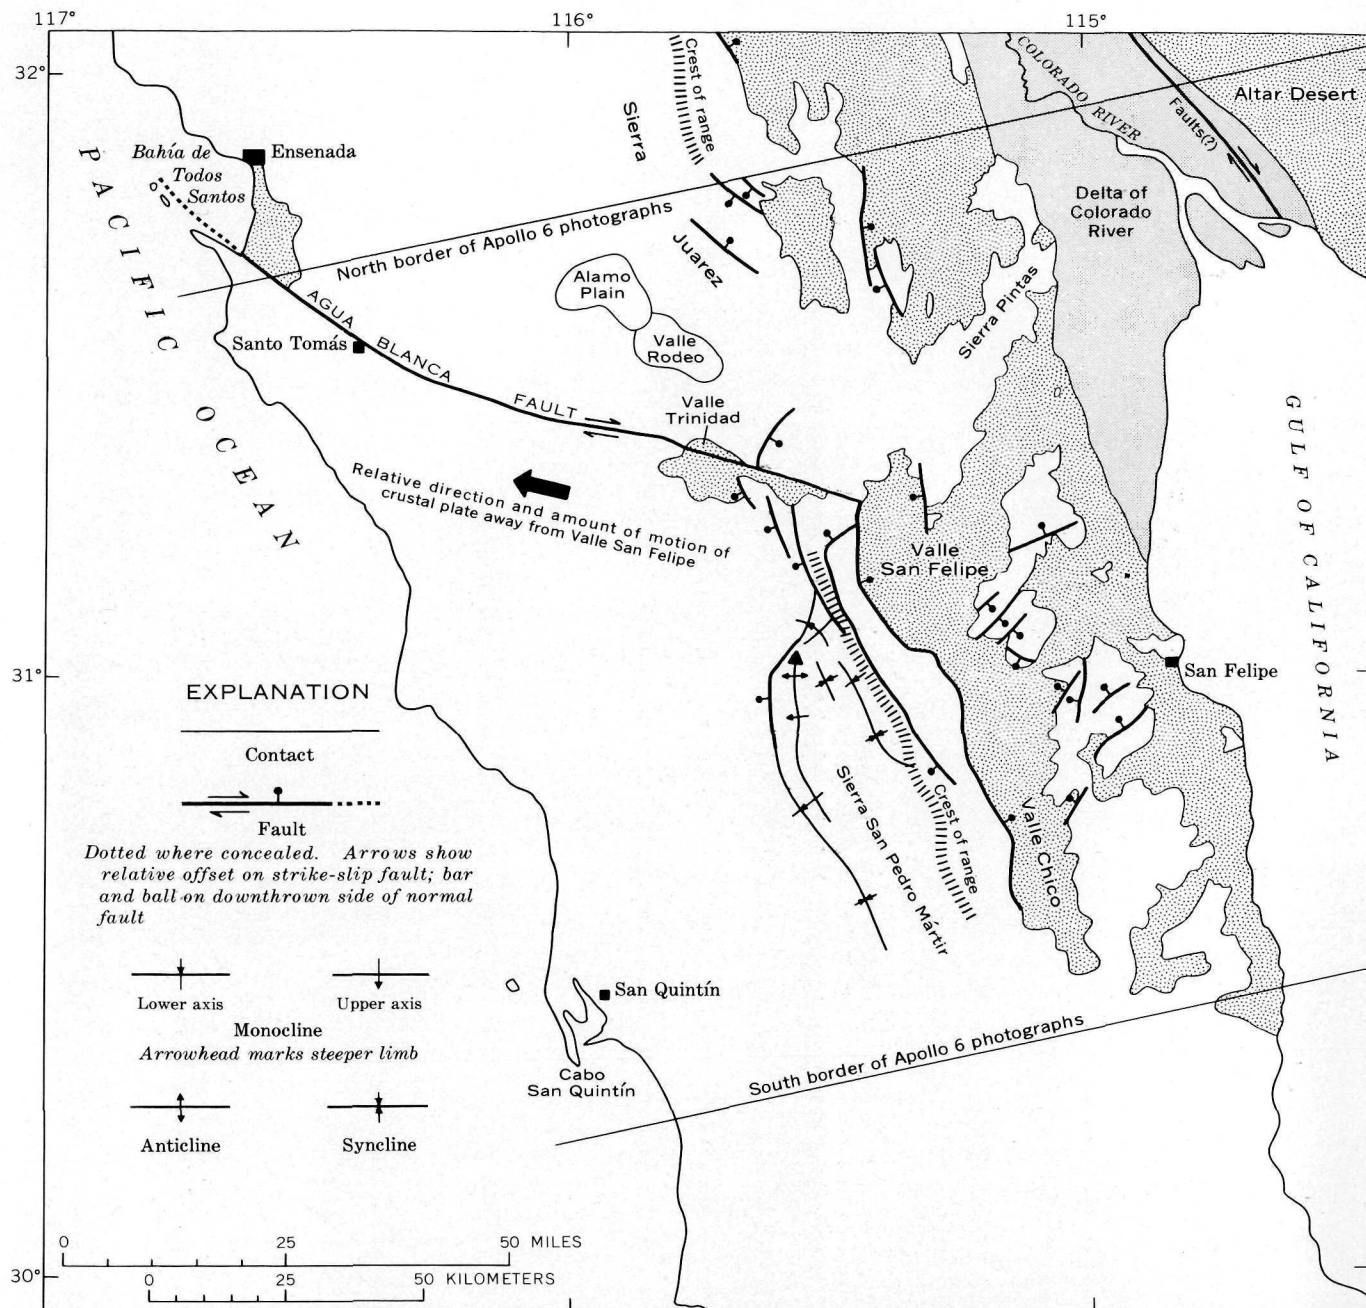 117°
116°
115°
32°
31°
30°
PACIFIC OCEAN
Bahía de
Todos
Santos
Ensenada
Sierra
Juarez
Crest of range
COLORADO RIVER
Faults(?)
Altar Desert
Delta of
Colorado
River
North border of Apollo 6 photographs
Alamo
Plain
Valle
Rodeo
Sierra Pintas
Santo Tomás
AGUA BLANCA FAULT
Valle
Trinidad
Relative direction and amount of motion of
crustal plate away from Valle San Felipe
Valle
San Felipe
GULF OF CALIFORNIA
San Felipe
Sierra San Pedro Mártir
Crest of range
Valle Chico
San Quintín
Cabo
San Quintín
South border of Apollo 6 photographs
EXPLANATION
Contact
Fault
Dotted where concealed. Arrows show
relative offset on strike-slip fault; bar
and ball on downthrown side of normal
fault
Lower axis
Upper axis
Monocline
Arrowhead marks steeper limb
Anticline
Syncline
0 25 50 MILES
0 25 50 KILOMETERS